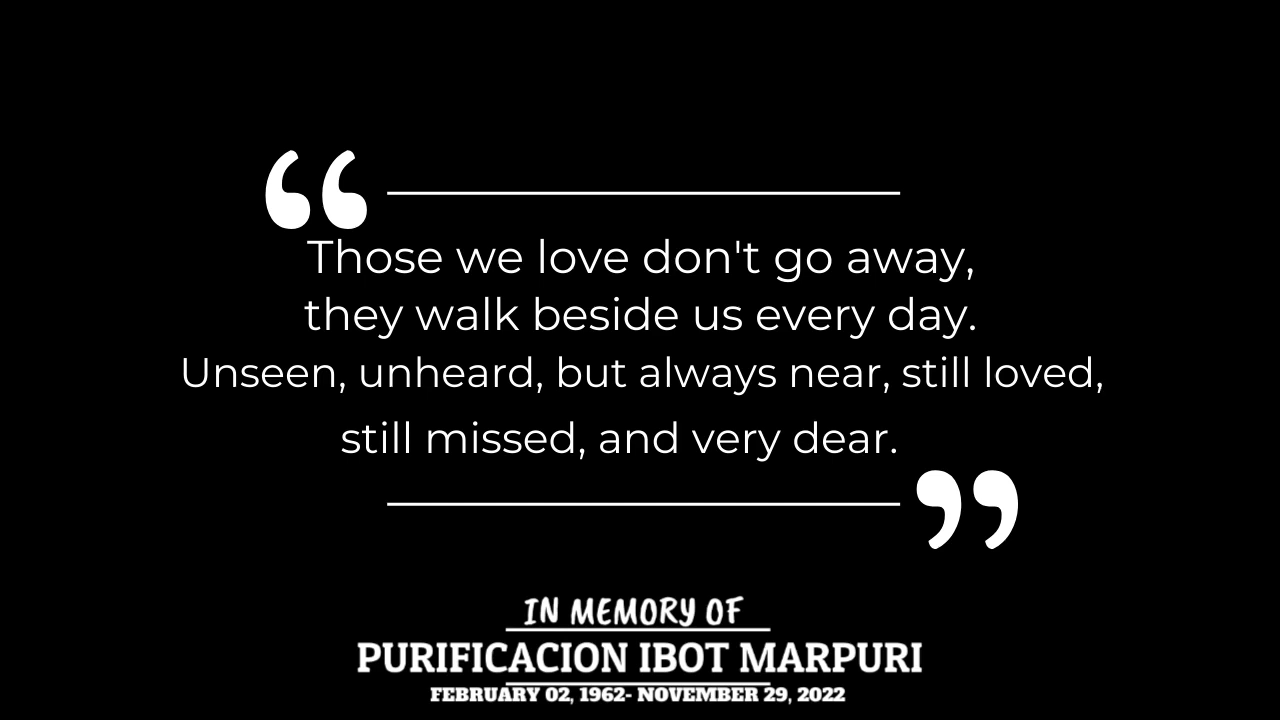 “
Those we love don't go away,
they walk beside us every day.
Unseen, unheard, but always near, still loved,
still missed, and very dear.
”
IN MEMORY OF
PURIFICACION IBOT MARPURI
FEBRUARY 02, 1962- NOVEMBER 29, 2022